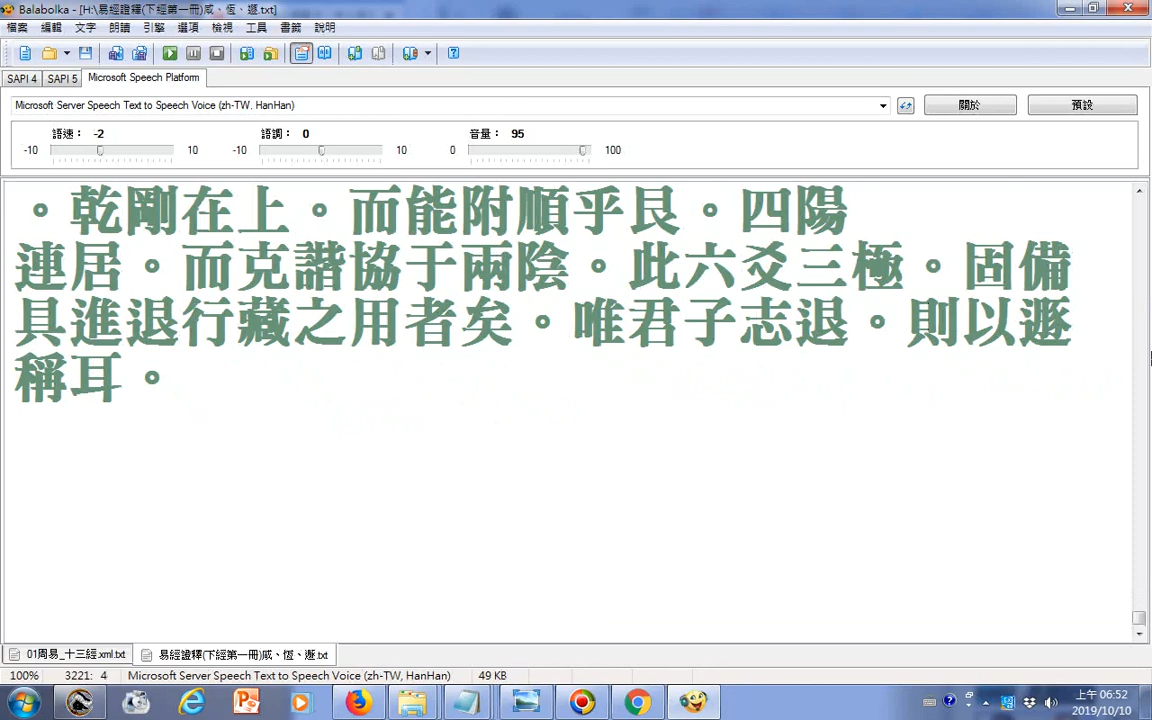 Balabolka - [H:\易經證釋(下經第一冊)咸、恆、遯.txt]
檔案 編輯 文字 朗讀 引擎 選項 檢視 工具 書籤 說明
SAPI 4 SAPI 5 Microsoft Speech Platform
Microsoft Server Speech Text to Speech Voice (zh-TW, HanHan) 關於 預設
語速： -2 語調： 0 音量： 95
-10 10 -10 10 0 100
。乾剛在上。而能附順乎艮。四陽
連居。而克諧協于兩陰。此六爻三極。固備
具進退行藏之用者矣。唯君子志退。則以遯
稱耳。
01周易_十三經.xml.txt 易經證釋(下經第一冊)咸、恆、遯.txt
100% 3221: 4 Microsoft Server Speech Text to Speech Voice (zh-TW, HanHan) 49 KB
上午 06:52
2019/10/10